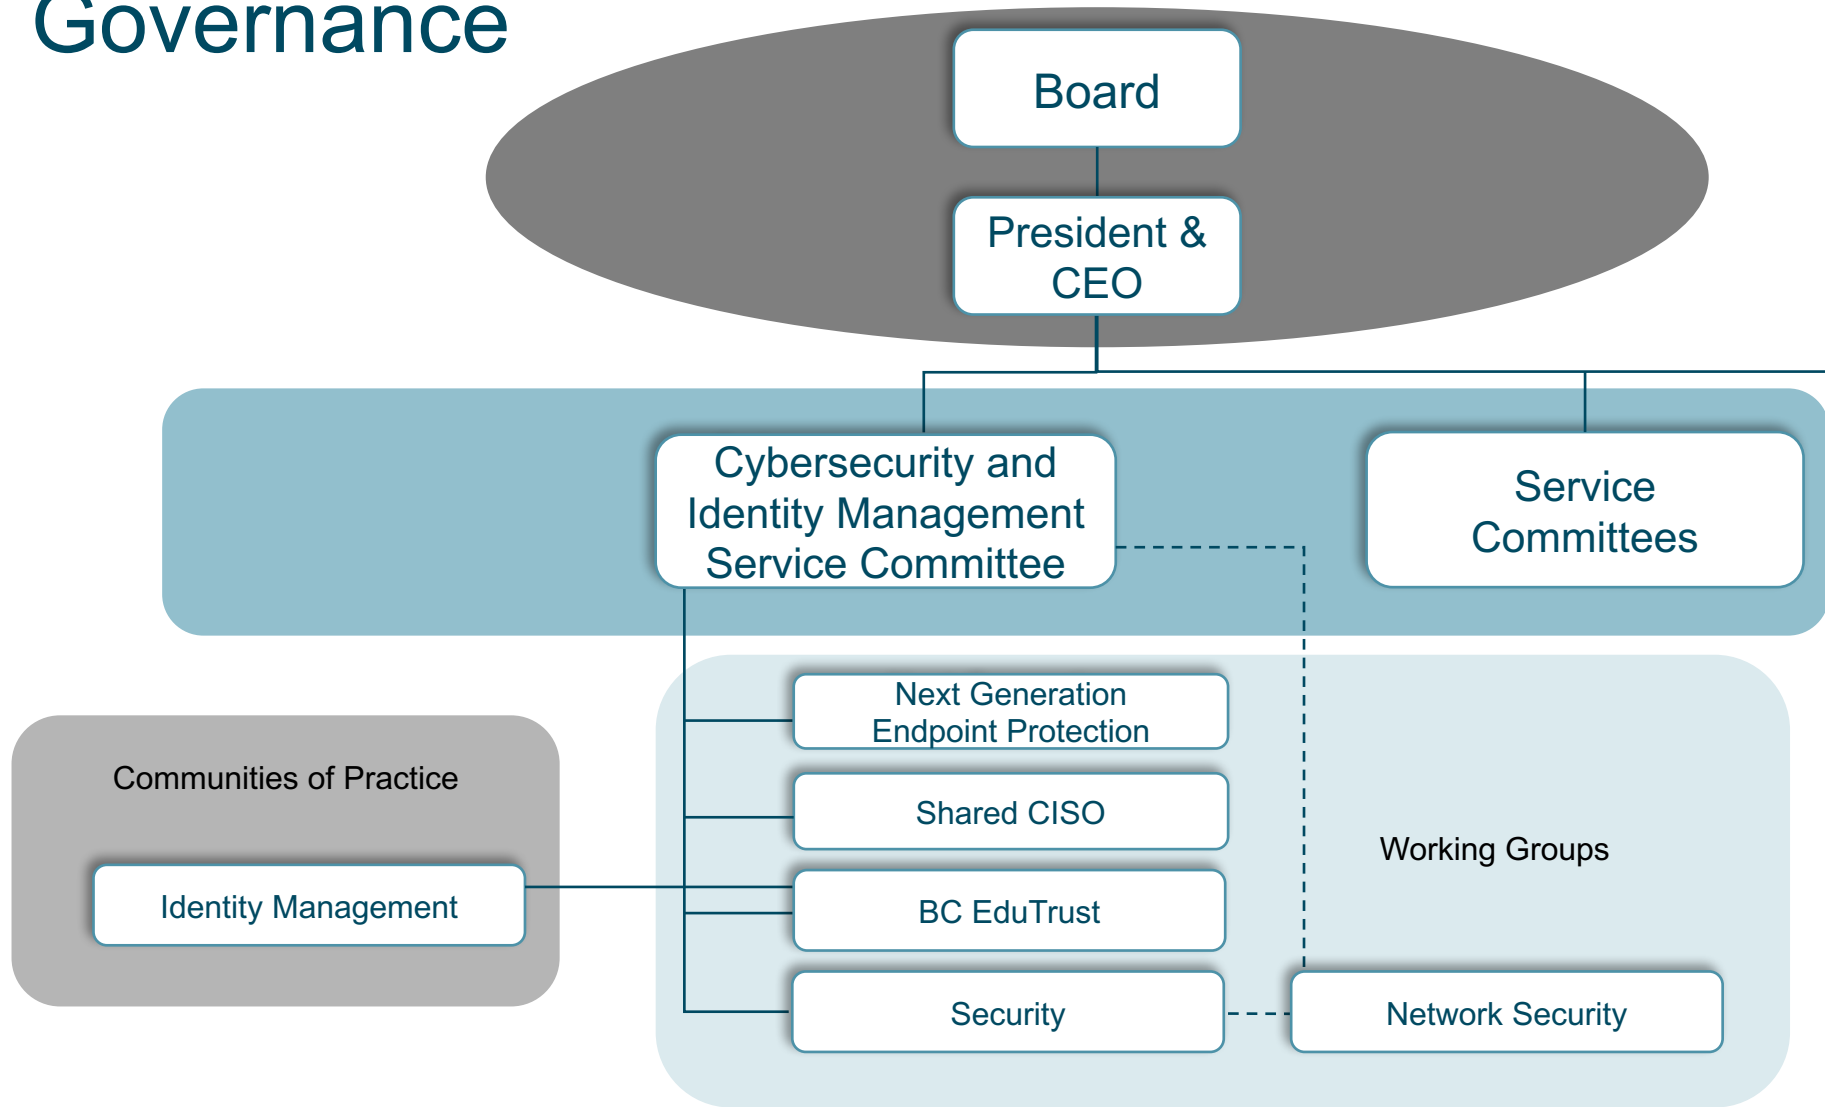 Governance
Board
President &
CEO
Cybersecurity and
Identity Management
Service Committee
Service
Committees
Next Generation
Endpoint Protection
Communities of Practice
Shared CISO
Working Groups
Identity Management
BC EduTrust
Security
Network Security